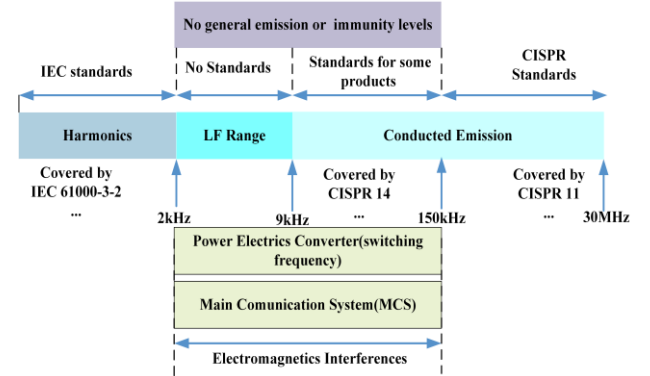 No general emission or immunity levels
IEC standards
No Standards
Standards for some
products
CISPR
Standards
Harmonics
LF Range
Conducted Emission
Covered by
IEC 61000-3-2
...
Covered by
CISPR 14
...
Covered by
CISPR 11
...
2kHz
9kHz
150kHz
30MHz
Power Electrics Converter(switching
frequency)
Main Comunication System(MCS)
Electromagnetics Interferences